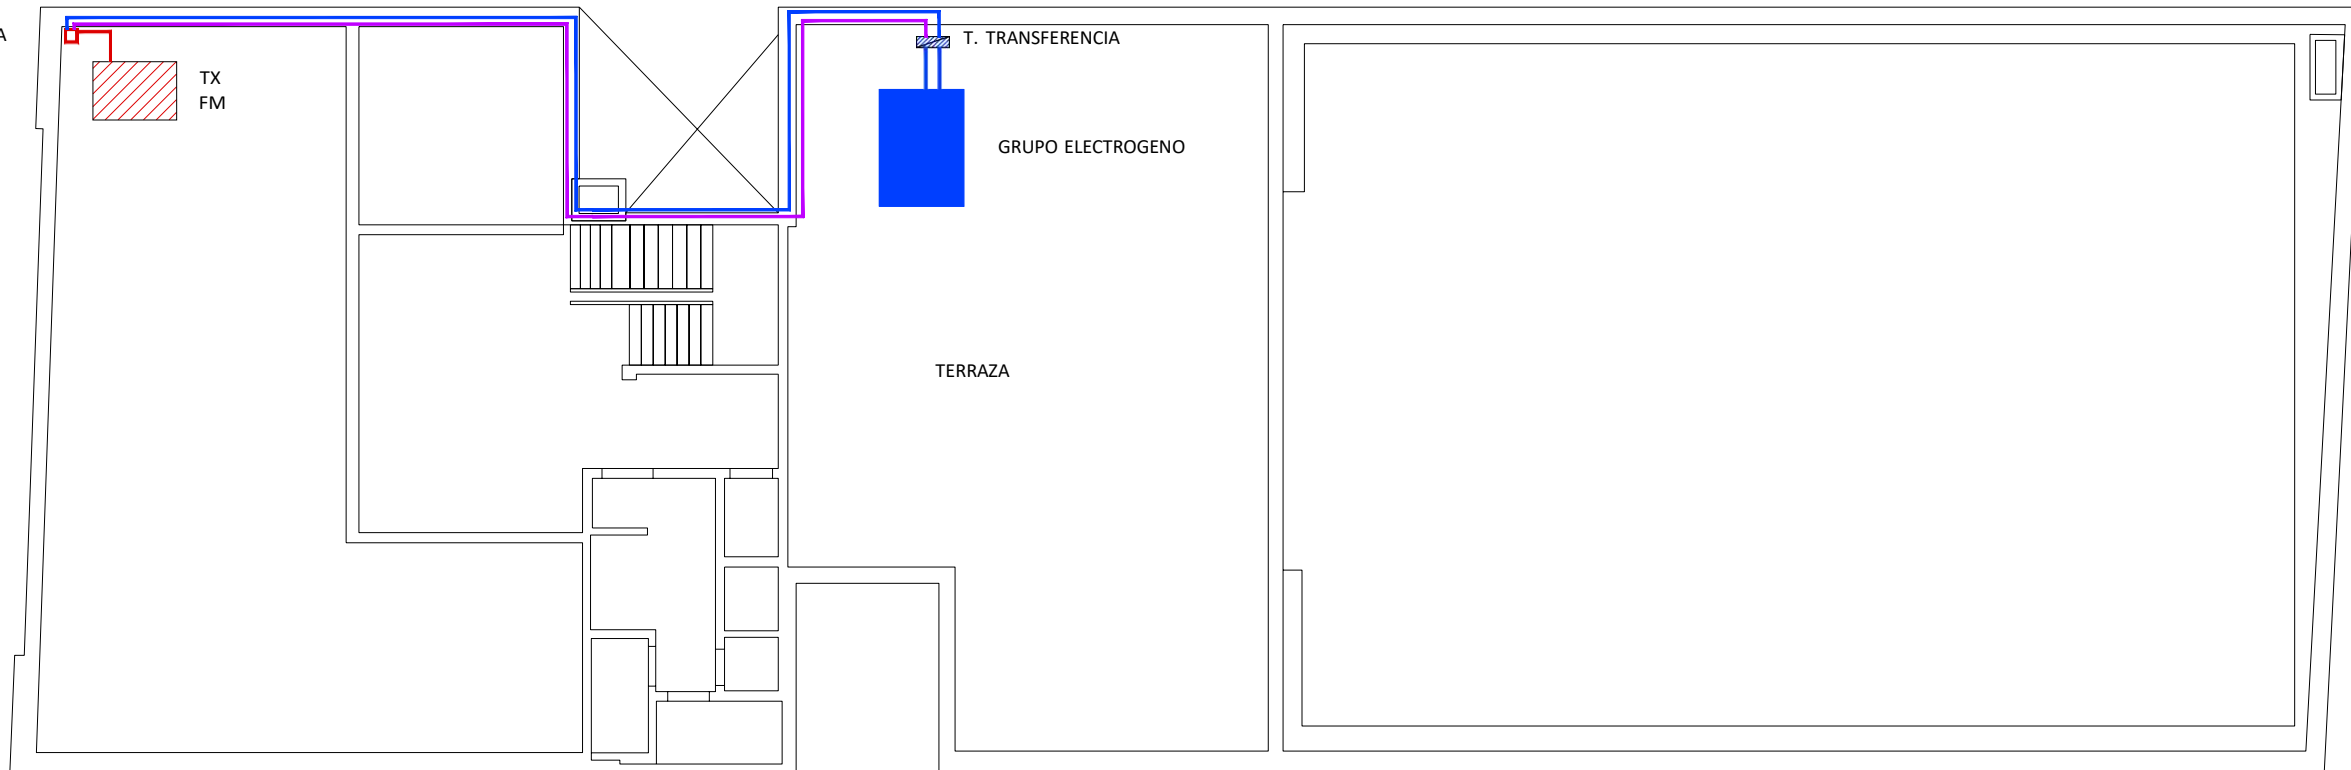 A
T. TRANSFERENCIA
TX
FM
GRUPO ELECTROGENO
TERRAZA